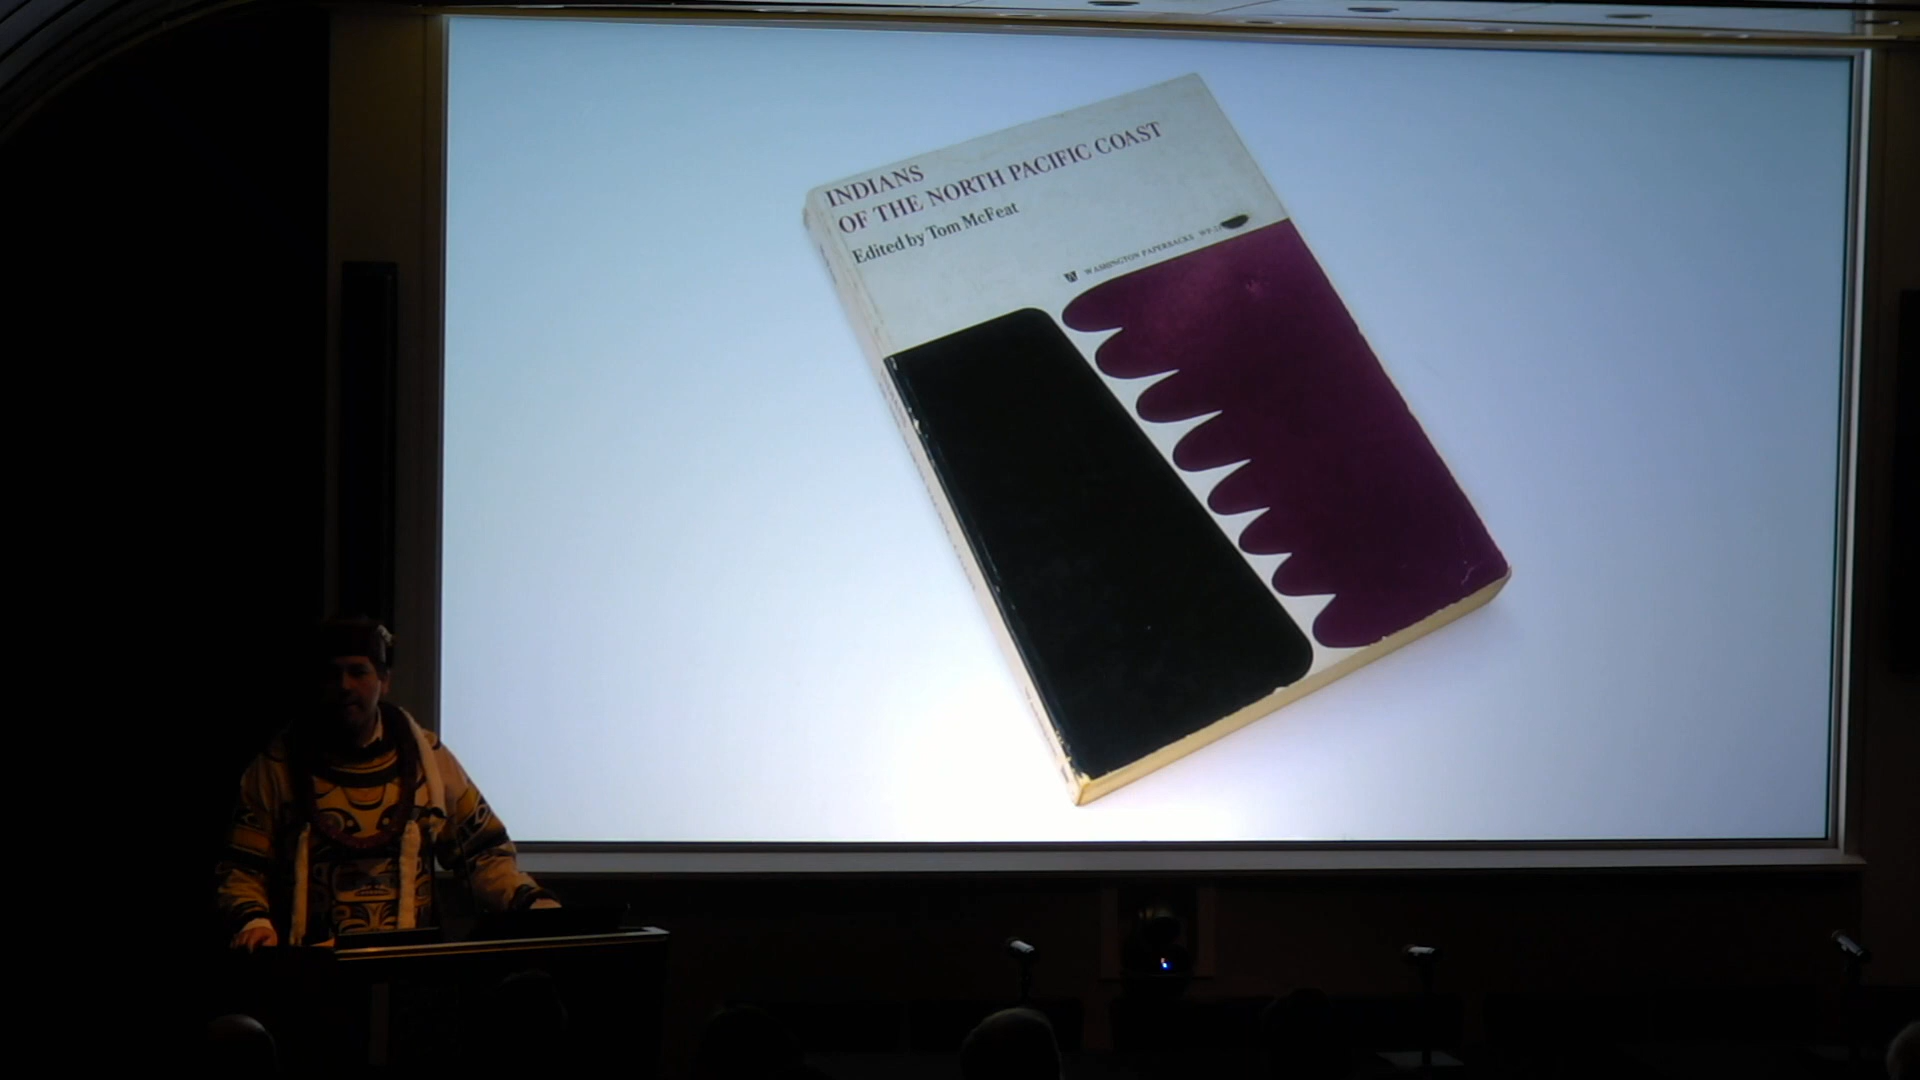 INDIANS
OF THE NORTH PACIFIC COAST
Edited by Tom McFeat
WASHINGTON PAPERBACKS